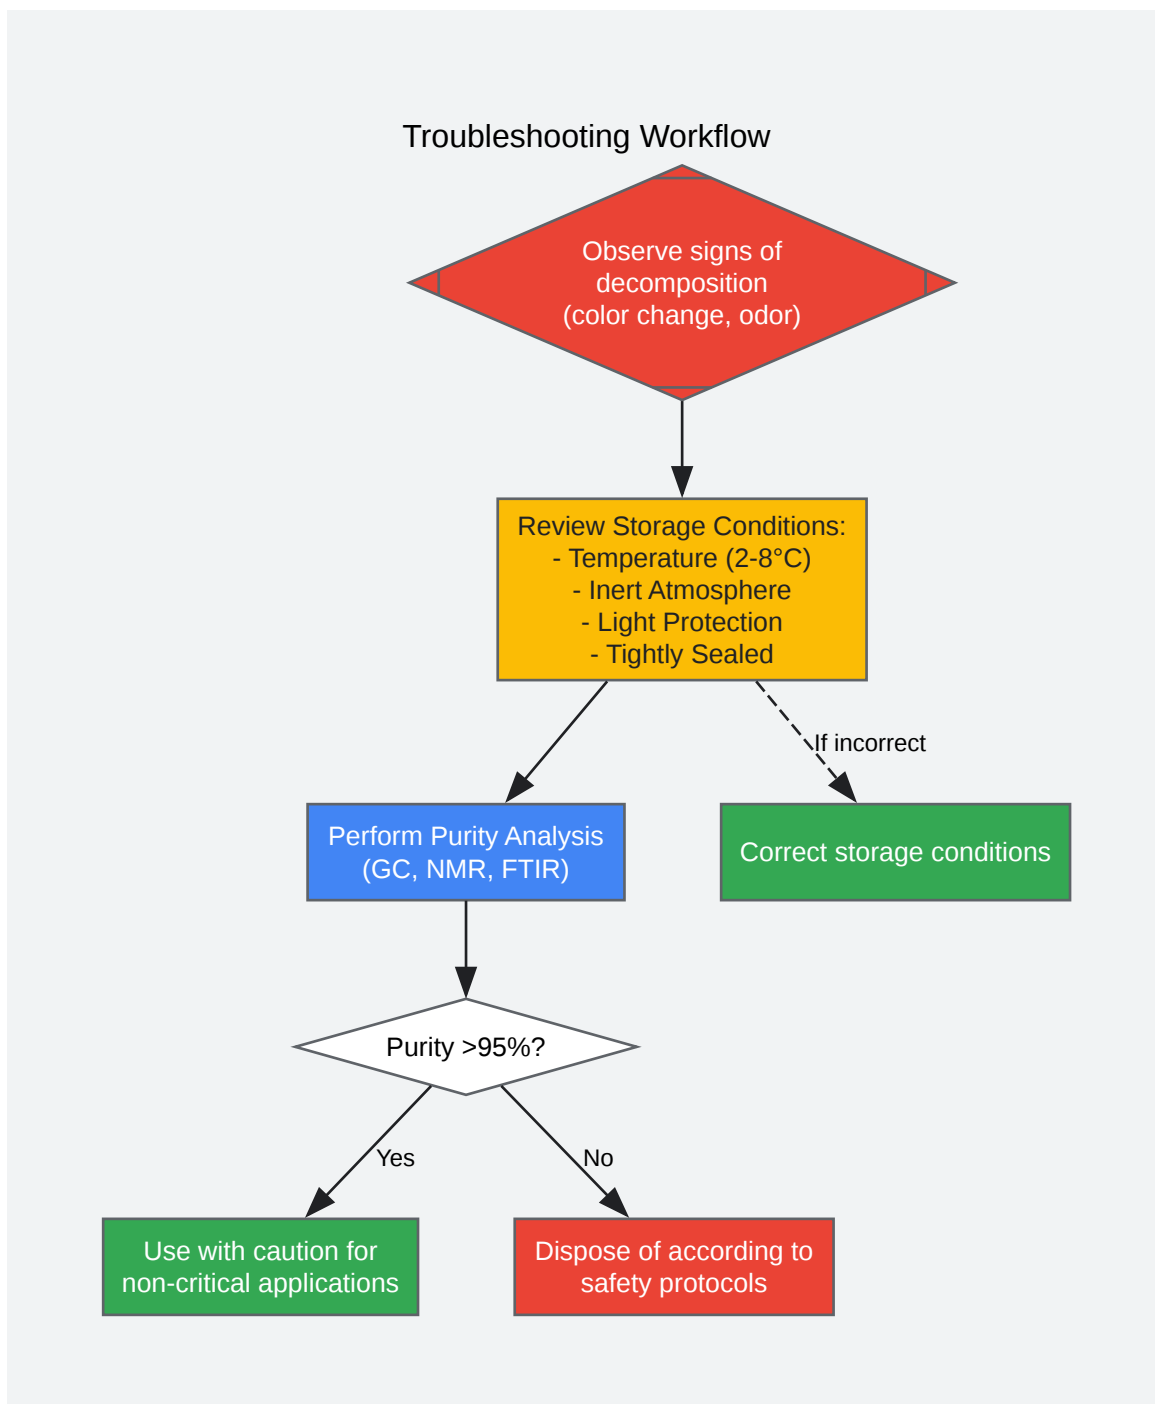 Troubleshooting Workflow
Observe signs of
decomposition
(color change, odor)
Review Storage Conditions:
- Temperature (2-8°C)
- Inert Atmosphere
- Light Protection
- Tightly Sealed
If incorrect
Perform Purity Analysis
(GC, NMR, FTIR)
Correct storage conditions
Purity >95%?
Yes
No
Use with caution for
non-critical applications
Dispose of according to
safety protocols